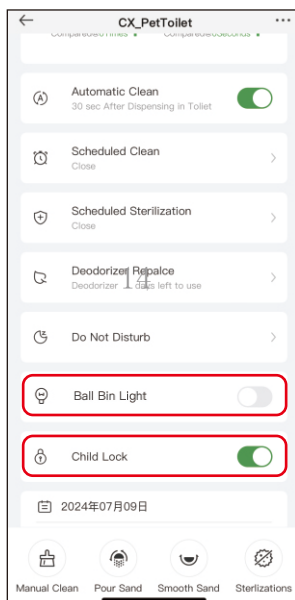 CX_PetToilet
Automatic Clean
30 sec After Dispensing in Toliet
Scheduled Clean
Close
Scheduled Sterilization
Close
Deodorizer Repalce
Deodorizer 14 days left to use
Do Not Disturb
Ball Bin Light
Child Lock
2024年07月09日
Manual Clean Pour Sand Smooth Sand Sterlizations